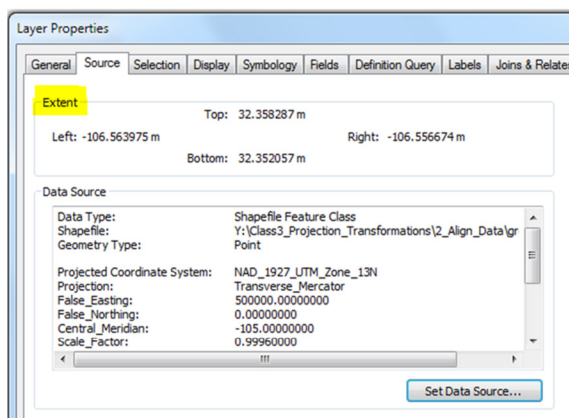 Layer Properties
General Source Selection Display Symbology Fields Definition Query Labels Joins & Relate
Extent
Top: 32.358287 m
Left: -106.563975 m Right: -106.556674 m
Bottom: 32.352057 m
Data Source
Data Type: Shapefile Feature Class
Shapefile: Y:\Class3_Projection_Transformations\2_Align_Data\gr
Geometry Type: Point
Projected Coordinate System: NAD_1927_UTM_Zone_13N
Projection: Transverse_Mercator
False_Easting: 500000.00000000
False_Northing: 0.00000000
Central_Meridian: -105.00000000
Scale_Factor: 0.99960000
Set Data Source...